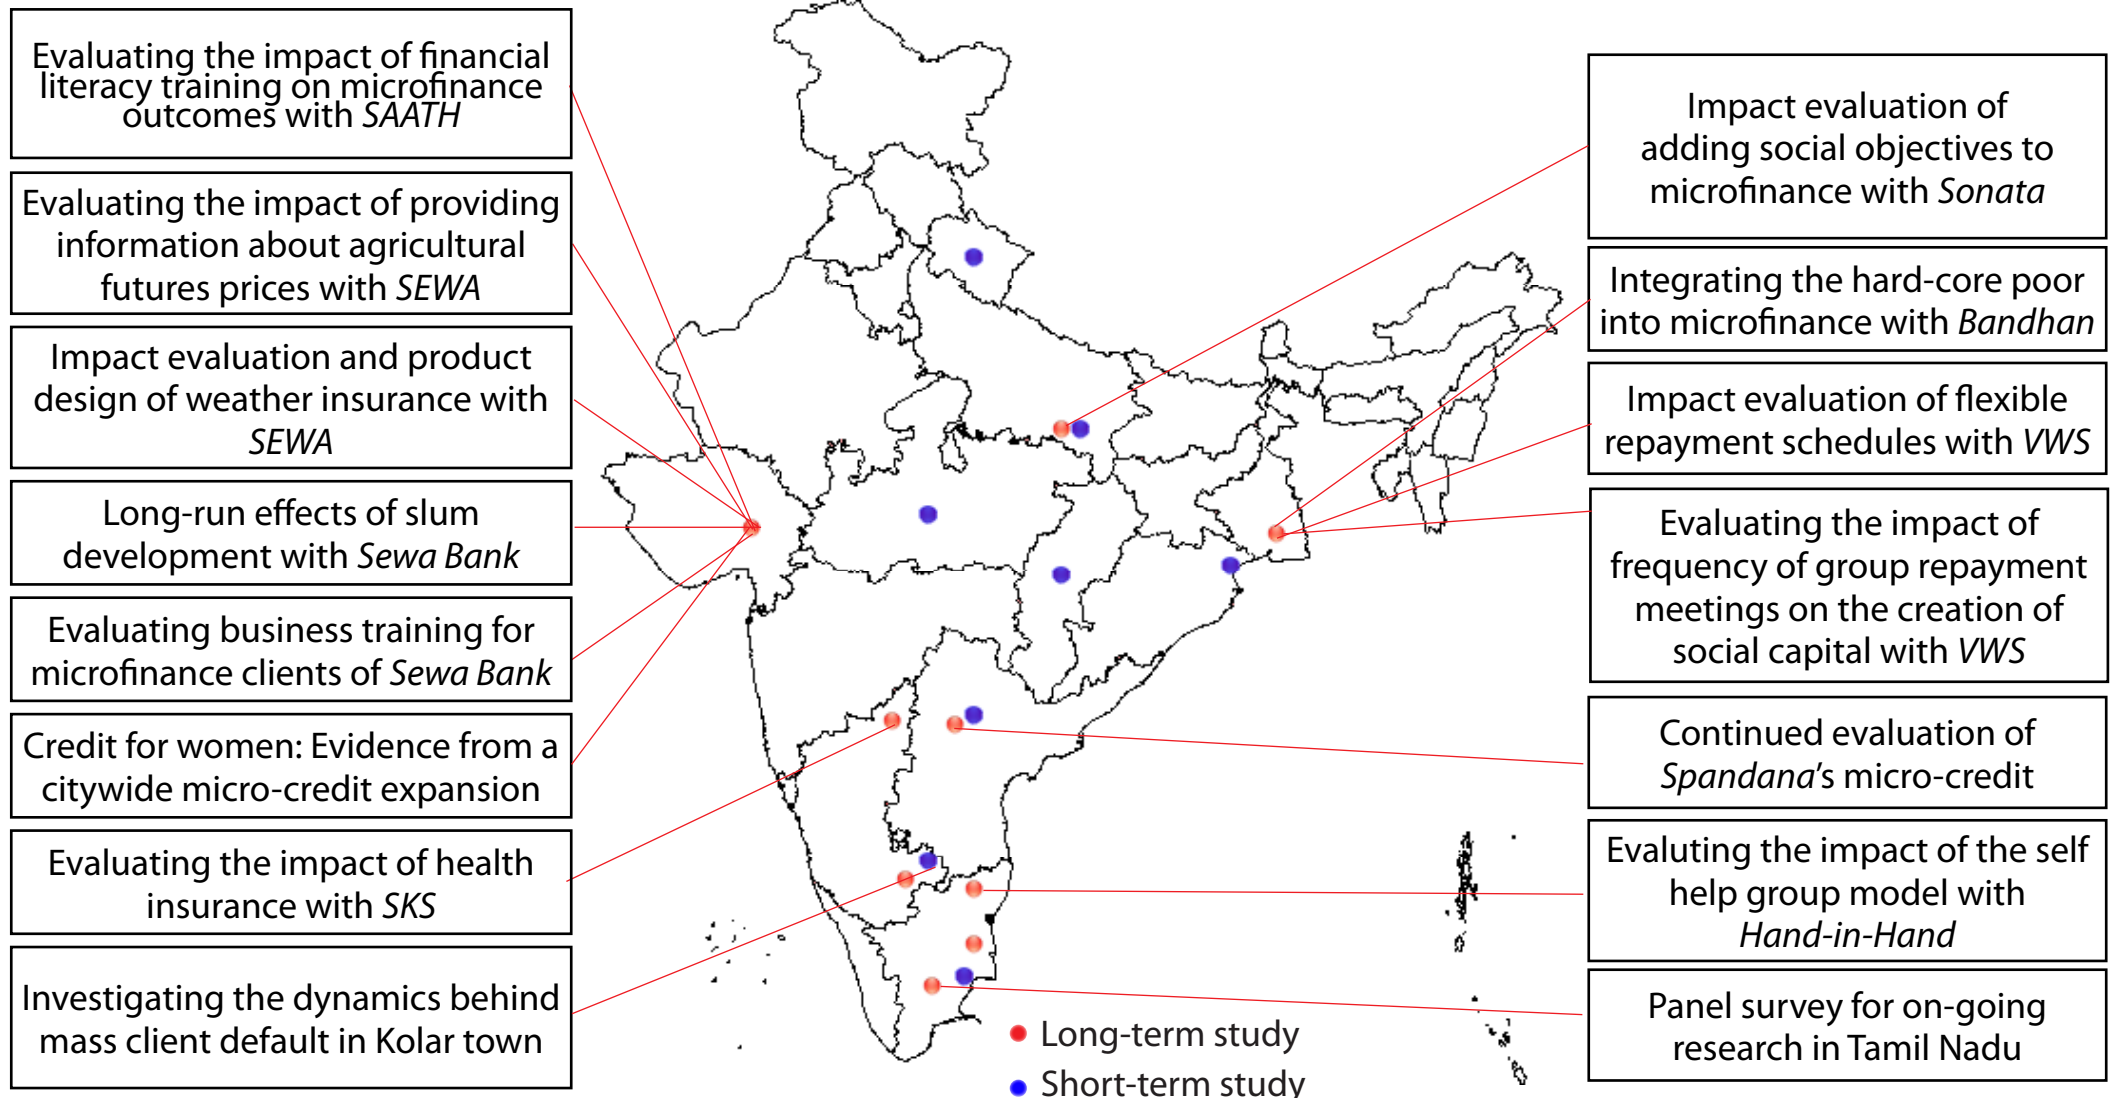 Evaluating the impact of financial
literacy training on microfinance
outcomes with SAATH
Evaluating the impact of providing
information about agricultural
futures prices with SEWA
Impact evaluation and product
design of weather insurance with
SEWA
Long-run effects of slum
development with Sewa Bank
Evaluating business training for
microfinance clients of Sewa Bank
Credit for women: Evidence from a
citywide micro-credit expansion
Evaluating the impact of health
insurance with SKS
Investigating the dynamics behind
mass client default in Kolar town
Impact evaluation of
adding social objectives to
microfinance with Sonata
Integrating the hard-core poor
into microfinance with Bandhan
Impact evaluation of flexible
repayment schedules with VWS
Evaluating the impact of
frequency of group repayment
meetings on the creation of
social capital with VWS
Continued evaluation of
Spandana's micro-credit
Evaluting the impact of the self
help group model with
Hand-in-Hand
Panel survey for on-going
research in Tamil Nadu
Long-term study
Short-term study